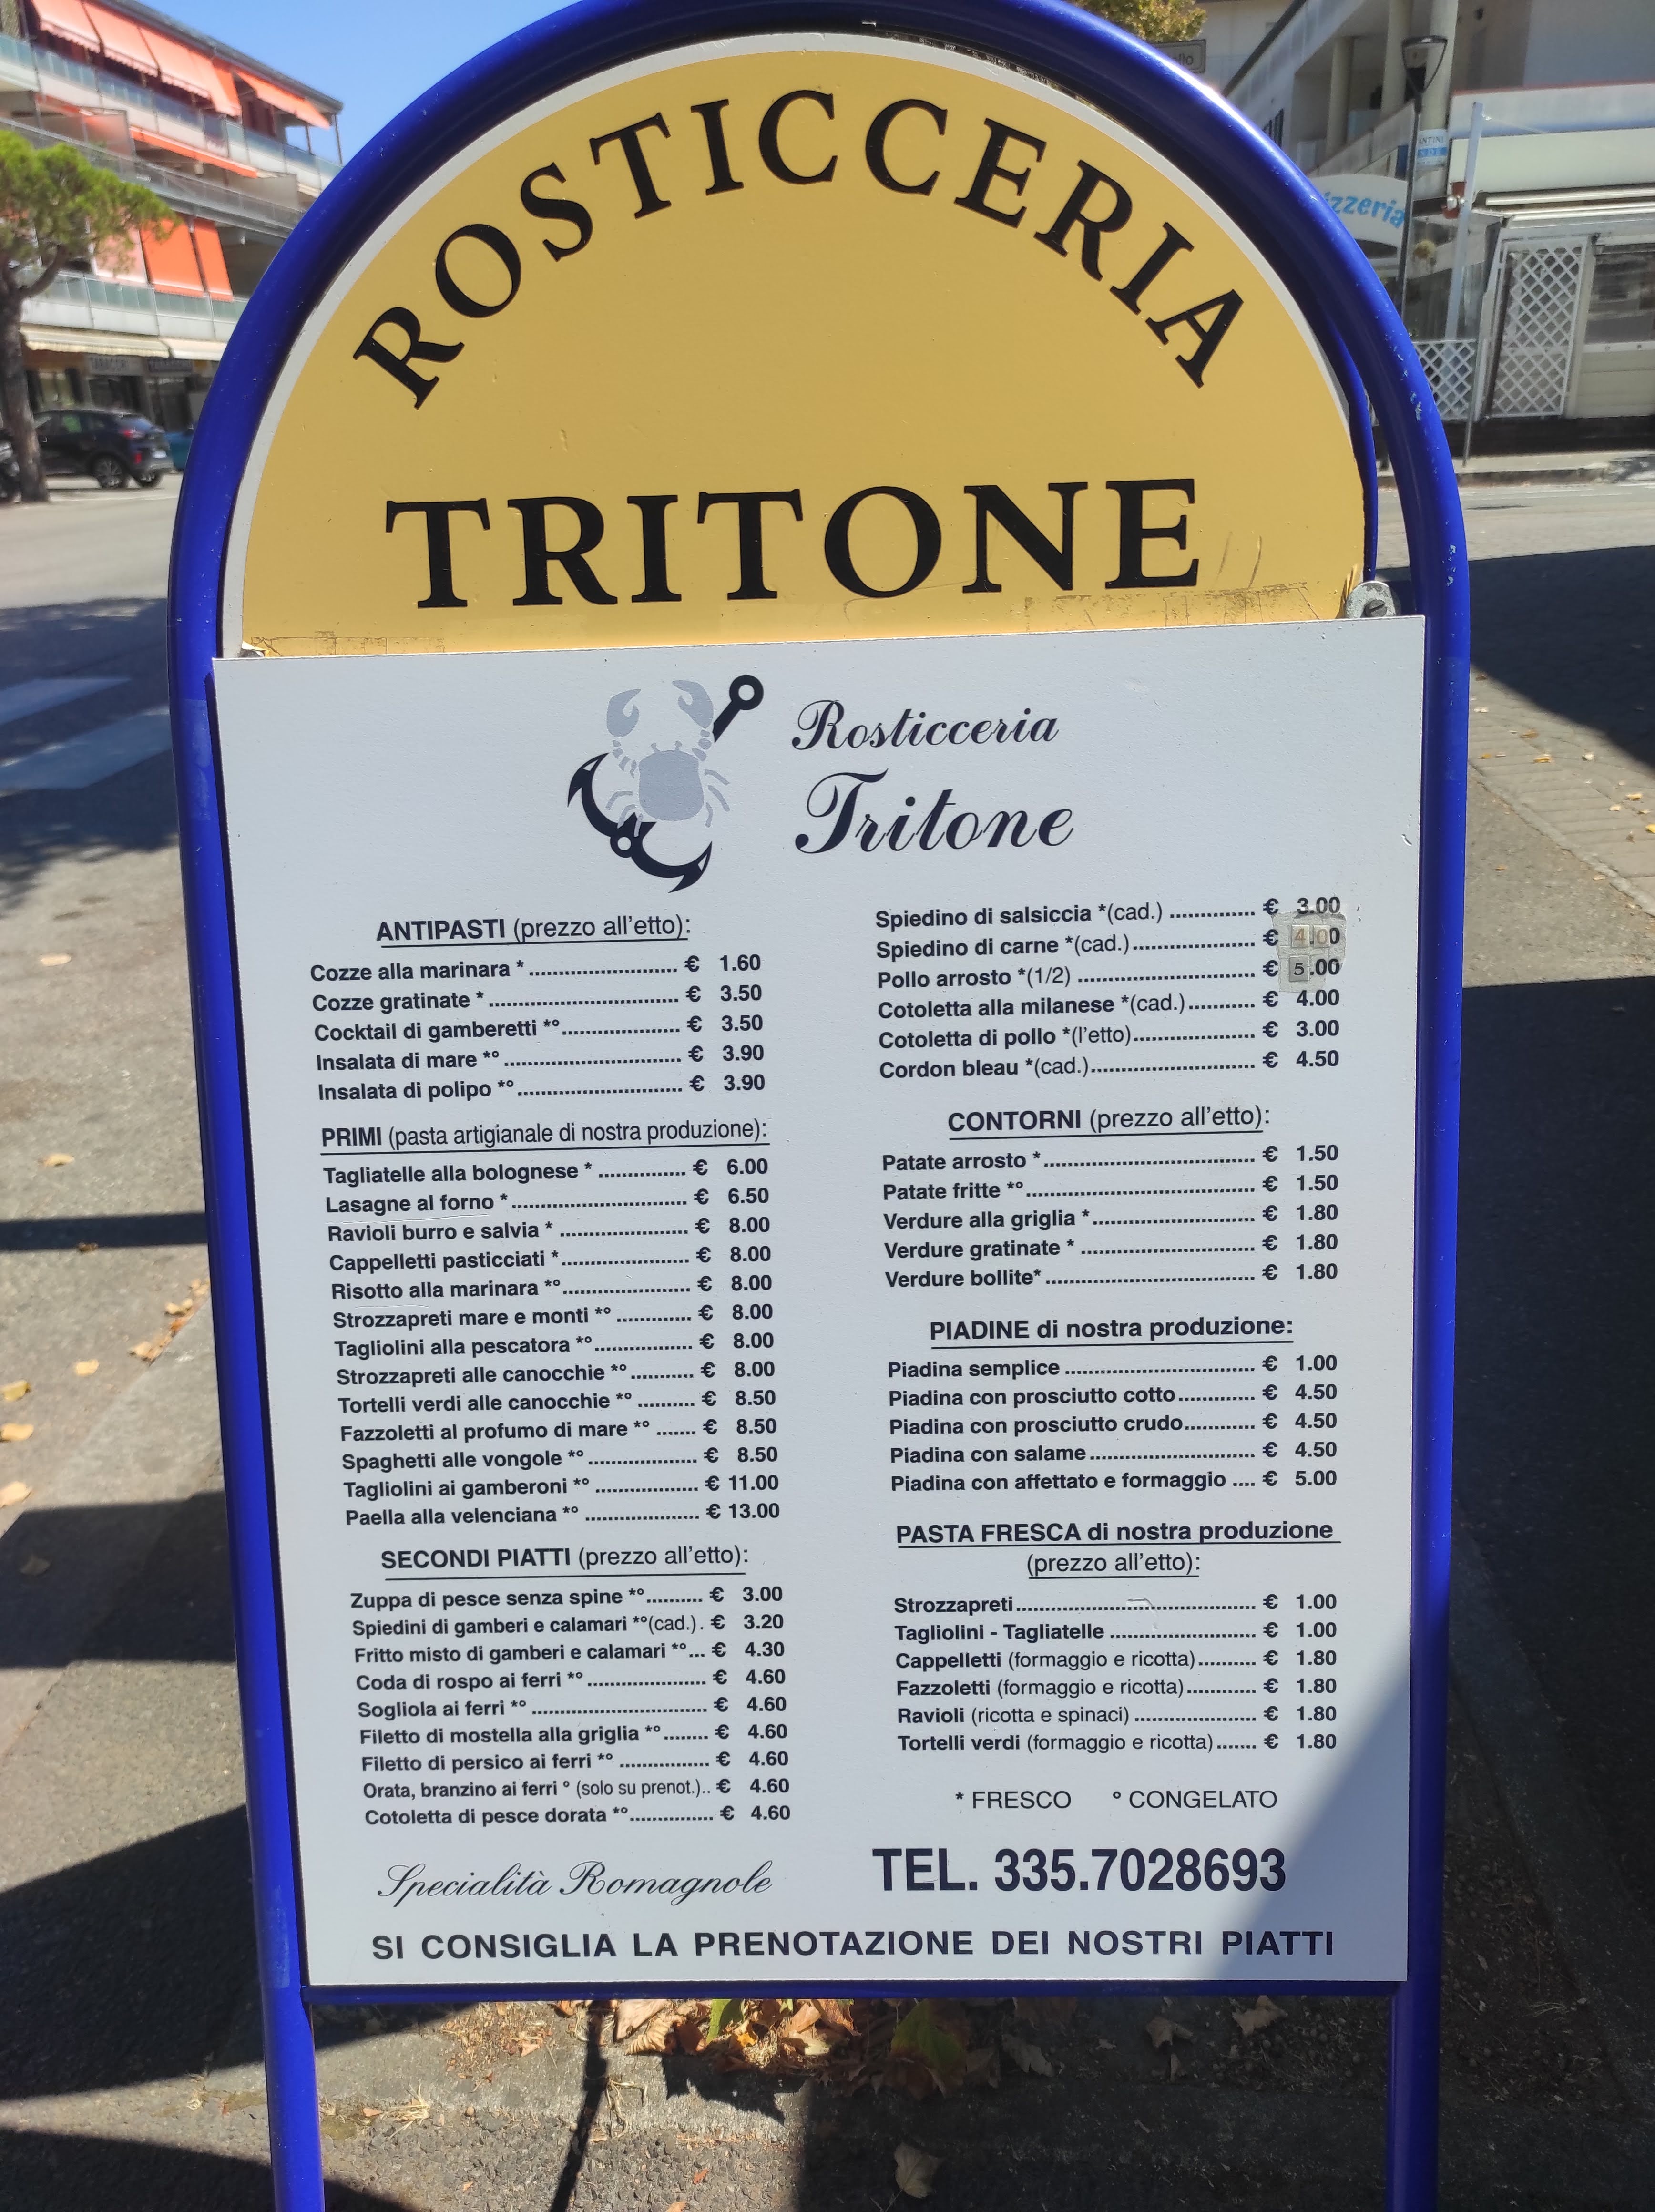 ROSTICCERIA
TRITONE
Rosticceria
Tritone
ANTIPASTI (prezzo all'etto):
Cozze alla marinara * ........................... € 1.60
Cozze gratinate * ................................... € 3.50
Cocktail di gamberetti *°...................... € 3.50
Insalata di mare *° ................................ € 3.90
Insalata di polipo *° .............................. € 3.90
PRIMI (pasta artigianale di nostra produzione):
Tagliatelle alla bolognese * ................ € 6.00
Lasagne al forno * ................................ € 6.50
Ravioli burro e salvia * ....................... € 8.00
Cappelletti pasticciati * ....................... € 8.00
Risotto alla marinara *° ....................... € 8.00
Strozzapreti mare e monti *° .............. € 8.00
Tagliolini alla pescatora *° .................. € 8.00
Strozzapreti alle canocchie *° ........... € 8.00
Tortelli verdi alle canocchie *° .......... € 8.50
Fazzoletti al profumo di mare *° ....... € 8.50
Spaghetti alle vongole *° .................... € 8.50
Tagliolini ai gamberoni *° ................... € 11.00
Paella alla velenciana *° ..................... € 13.00
SECONDI PIATTI (prezzo all'etto):
Zuppa di pesce senza spine *° .......... € 3.00
Spiedini di gamberi e calamari *°(cad.) . € 3.20
Fritto misto di gamberi e calamari *° ... € 4.30
Coda di rospo ai ferri *° ...................... € 4.60
Sogliola ai ferri *° ................................ € 4.60
Filetto di mostella alla griglia *° ........ € 4.60
Filetto di persico ai ferri *° ................ € 4.60
Orata, branzino ai ferri ° (solo su prenot.).. € 4.60
Cotoletta di pesce dorata *° ............... € 4.60
Specialità Romagnole
Spiedino di salsiccia *(cad.) ............... € 3.00
Spiedino di carne *(cad.) ...................... € 4.00
Pollo arrosto *(1/2) ................................ € 5.00
Cotoletta alla milanese *(cad.) ............ € 4.00
Cotoletta di pollo *(l'etto) ...................... € 3.00
Cordon bleau *(cad.) ............................. € 4.50
CONTORNI (prezzo all'etto):
Patate arrosto * ...................................... € 1.50
Patate fritte *° ......................................... € 1.50
Verdure alla griglia * ............................. € 1.80
Verdure gratinate * ................................ € 1.80
Verdure bollite* ...................................... € 1.80
PIADINE di nostra produzione:
Piadina semplice ................................... € 1.00
Piadina con prosciutto cotto .............. € 4.50
Piadina con prosciutto crudo ............. € 4.50
Piadina con salame .............................. € 4.50
Piadina con affettato e formaggio .... € 5.00
PASTA FRESCA di nostra produzione
(prezzo all'etto):
Strozzapreti ............................................ € 1.00
Tagliolini - Tagliatelle .......................... € 1.00
Cappelletti (formaggio e ricotta) .......... € 1.80
Fazzoletti (formaggio e ricotta) ............ € 1.80
Ravioli (ricotta e spinaci) ...................... € 1.80
Tortelli verdi (formaggio e ricotta) ....... € 1.80
* FRESCO ° CONGELATO
TEL. 335.7028693
SI CONSIGLIA LA PRENOTAZIONE DEI NOSTRI PIATTI